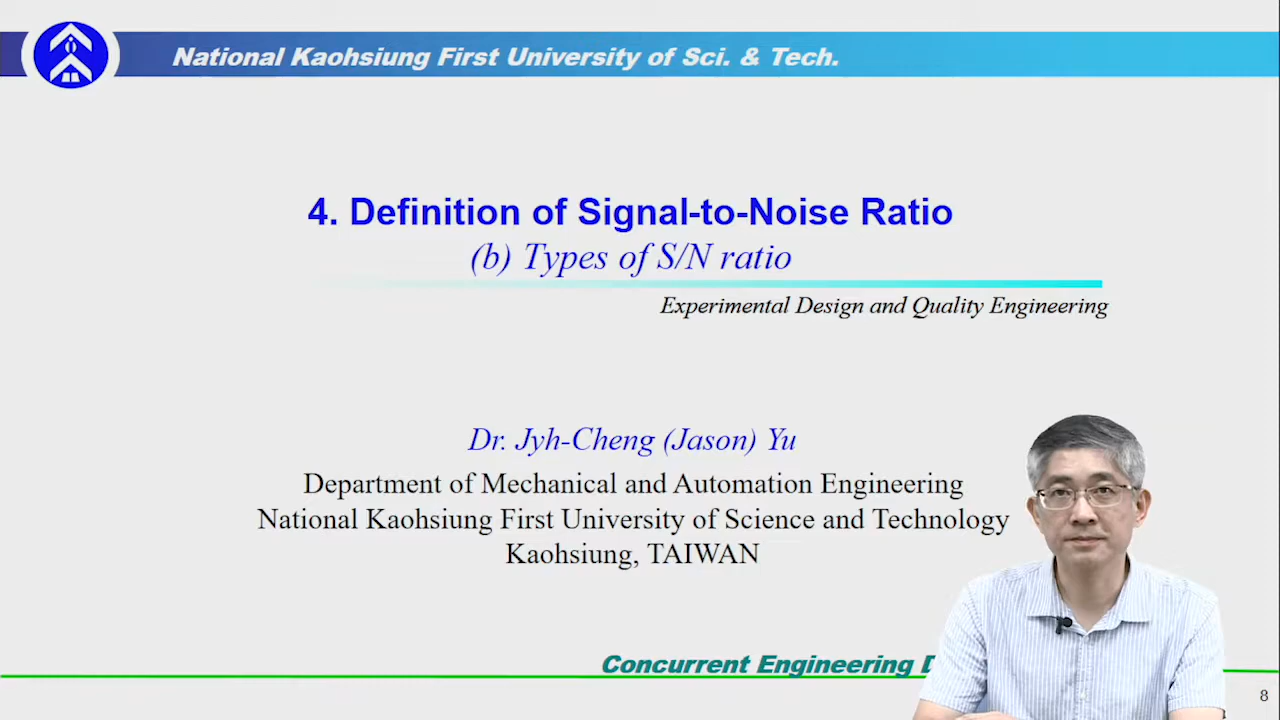 National Kaohsiung First University of Sci. & Tech.
4. Definition of Signal-to-Noise Ratio
(b) Types of S/N ratio
Experimental Design and Quality Engineering
Dr. Jyh-Cheng (Jason) Yu
Department of Mechanical and Automation Engineering
National Kaohsiung First University of Science and Technology
Kaohsiung, TAIWAN
Concurrent Engineering
8